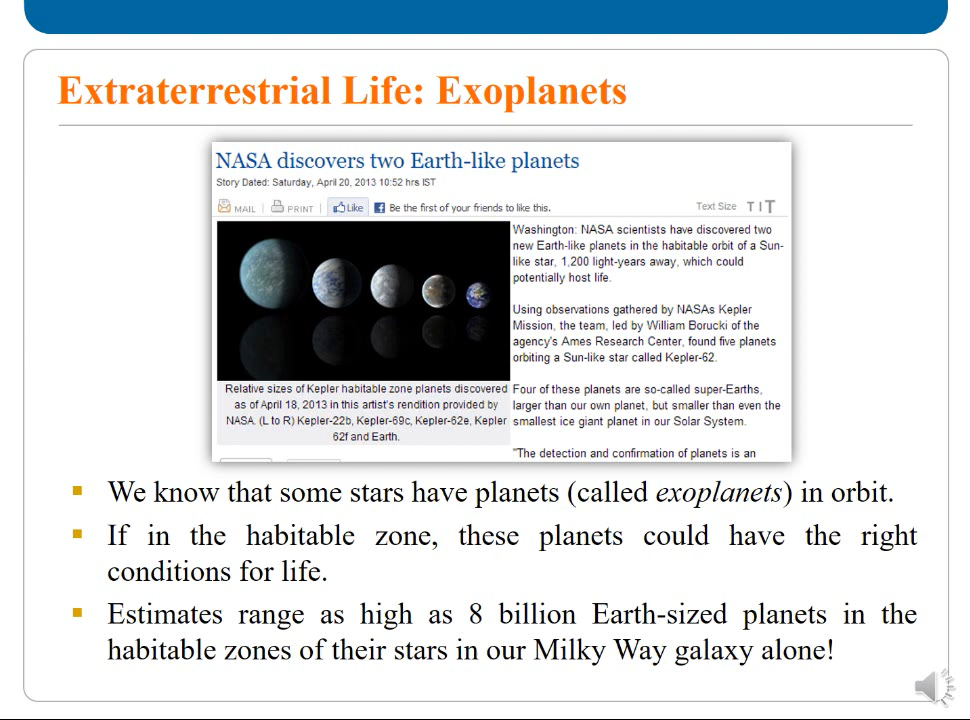 Extraterrestrial Life: Exoplanets
NASA discovers two Earth-like planets
Story Dated: Saturday, April 20, 2013 10:52 hrs IST
MAIL | PRINT | Like Be the first of your friends to like this. Text Size T I T
Washington: NASA scientists have discovered two
new Earth-like planets in the habitable orbit of a Sun-
like star, 1,200 light-years away, which could
potentially host life.
Using observations gathered by NASAs Kepler
Mission, the team, led by William Borucki of the
agency's Ames Research Center, found five planets
orbiting a Sun-like star called Kepler-62.
Four of these planets are so-called super-Earths,
larger than our own planet, but smaller than even the
smallest ice giant planet in our Solar System.
"The detection and confirmation of planets is an
Relative sizes of Kepler habitable zone planets discovered
as of April 18, 2013 in this artist's rendition provided by
NASA. (L to R) Kepler-22b, Kepler-69c, Kepler-62e, Kepler
62f and Earth.
We know that some stars have planets (called exoplanets) in orbit.
If in the habitable zone, these planets could have the right
conditions for life.
Estimates range as high as 8 billion Earth-sized planets in the
habitable zones of their stars in our Milky Way galaxy alone!